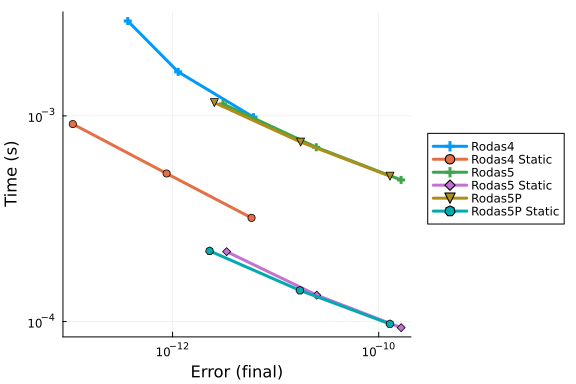 Time (s)
10⁻³
10⁻⁴
10⁻¹²
10⁻¹⁰
Error (final)
Rodas4
Rodas4 Static
Rodas5
Rodas5 Static
Rodas5P
Rodas5P Static